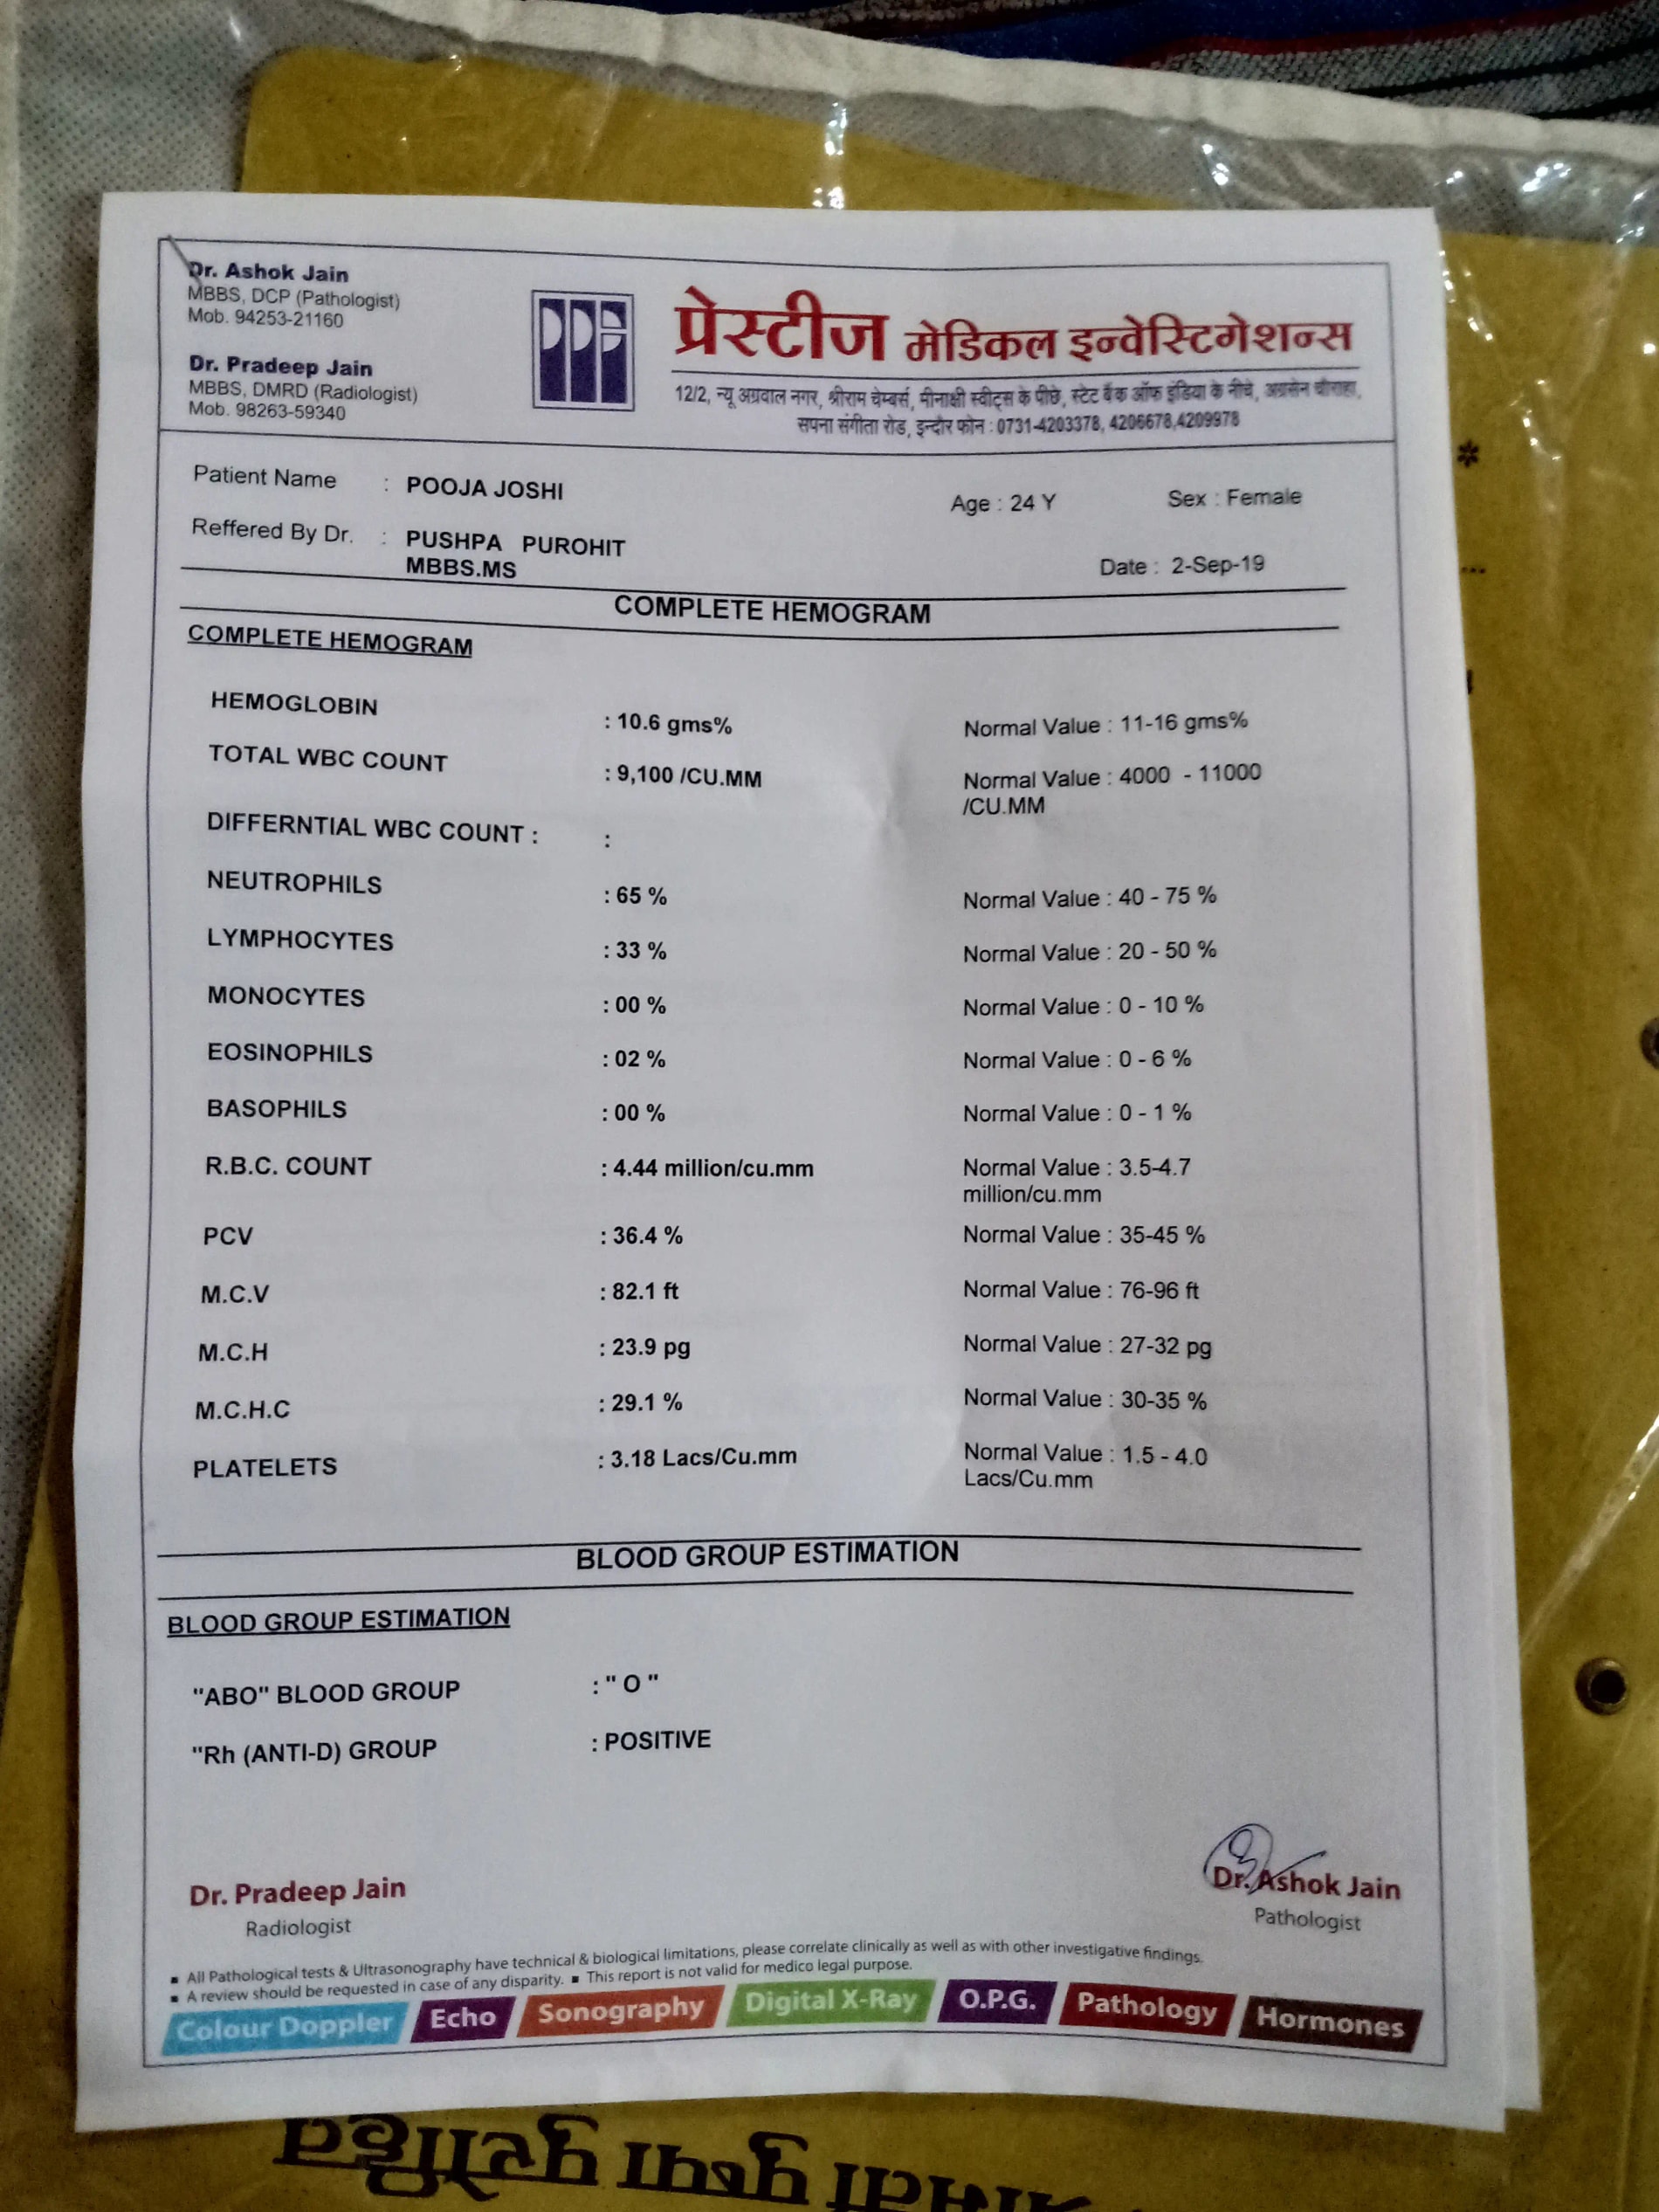 Dr. Ashok Jain
MBBS, DCP (Pathologist)
Mob. 94253-21160
Dr. Pradeep Jain
MBBS, DMRD (Radiologist)
Mob. 98263-59340
प्रेस्टीज मेडिकल इन्वेस्टिगेशन्स
12/2, न्यू अग्रवाल नगर, श्रीराम चेम्बर्स, मीनाक्षी स्वीट्स के पीछे, स्टेट बैंक ऑफ इंडिया के नीचे, अग्रसेन चौराहा,
सपना संगीता रोड, इन्दौर फोन : 0731-4203378, 4206678,4209978
Patient Name : POOJA JOSHI Age : 24 Y Sex : Female
Reffered By Dr. : PUSHPA PUROHIT
MBBS.MS Date : 2-Sep-19
COMPLETE HEMOGRAM
COMPLETE HEMOGRAM
HEMOGLOBIN : 10.6 gms% Normal Value : 11-16 gms%
TOTAL WBC COUNT : 9,100 /CU.MM Normal Value : 4000 - 11000
/CU.MM
DIFFERNTIAL WBC COUNT : :
NEUTROPHILS : 65 % Normal Value : 40 - 75 %
LYMPHOCYTES : 33 % Normal Value : 20 - 50 %
MONOCYTES : 00 % Normal Value : 0 - 10 %
EOSINOPHILS : 02 % Normal Value : 0 - 6 %
BASOPHILS : 00 % Normal Value : 0 - 1 %
R.B.C. COUNT : 4.44 million/cu.mm Normal Value : 3.5-4.7
million/cu.mm
PCV : 36.4 % Normal Value : 35-45 %
M.C.V : 82.1 ft Normal Value : 76-96 ft
M.C.H : 23.9 pg Normal Value : 27-32 pg
M.C.H.C : 29.1 % Normal Value : 30-35 %
PLATELETS : 3.18 Lacs/Cu.mm Normal Value : 1.5 - 4.0
Lacs/Cu.mm
BLOOD GROUP ESTIMATION
BLOOD GROUP ESTIMATION
"ABO" BLOOD GROUP : " O "
"Rh (ANTI-D) GROUP : POSITIVE
Dr. Pradeep Jain Dr. Ashok Jain
Radiologist Pathologist
▪ All Pathological tests & Ultrasonography have technical & biological limitations, please correlate clinically as well as with other investigative findings.
▪ A review should be requested in case of any disparity. ▪ This report is not valid for medico legal purpose.
Colour Doppler Echo Sonography Digital X-Ray O.P.G. Pathology Hormones
पुष्पा पुरोहित